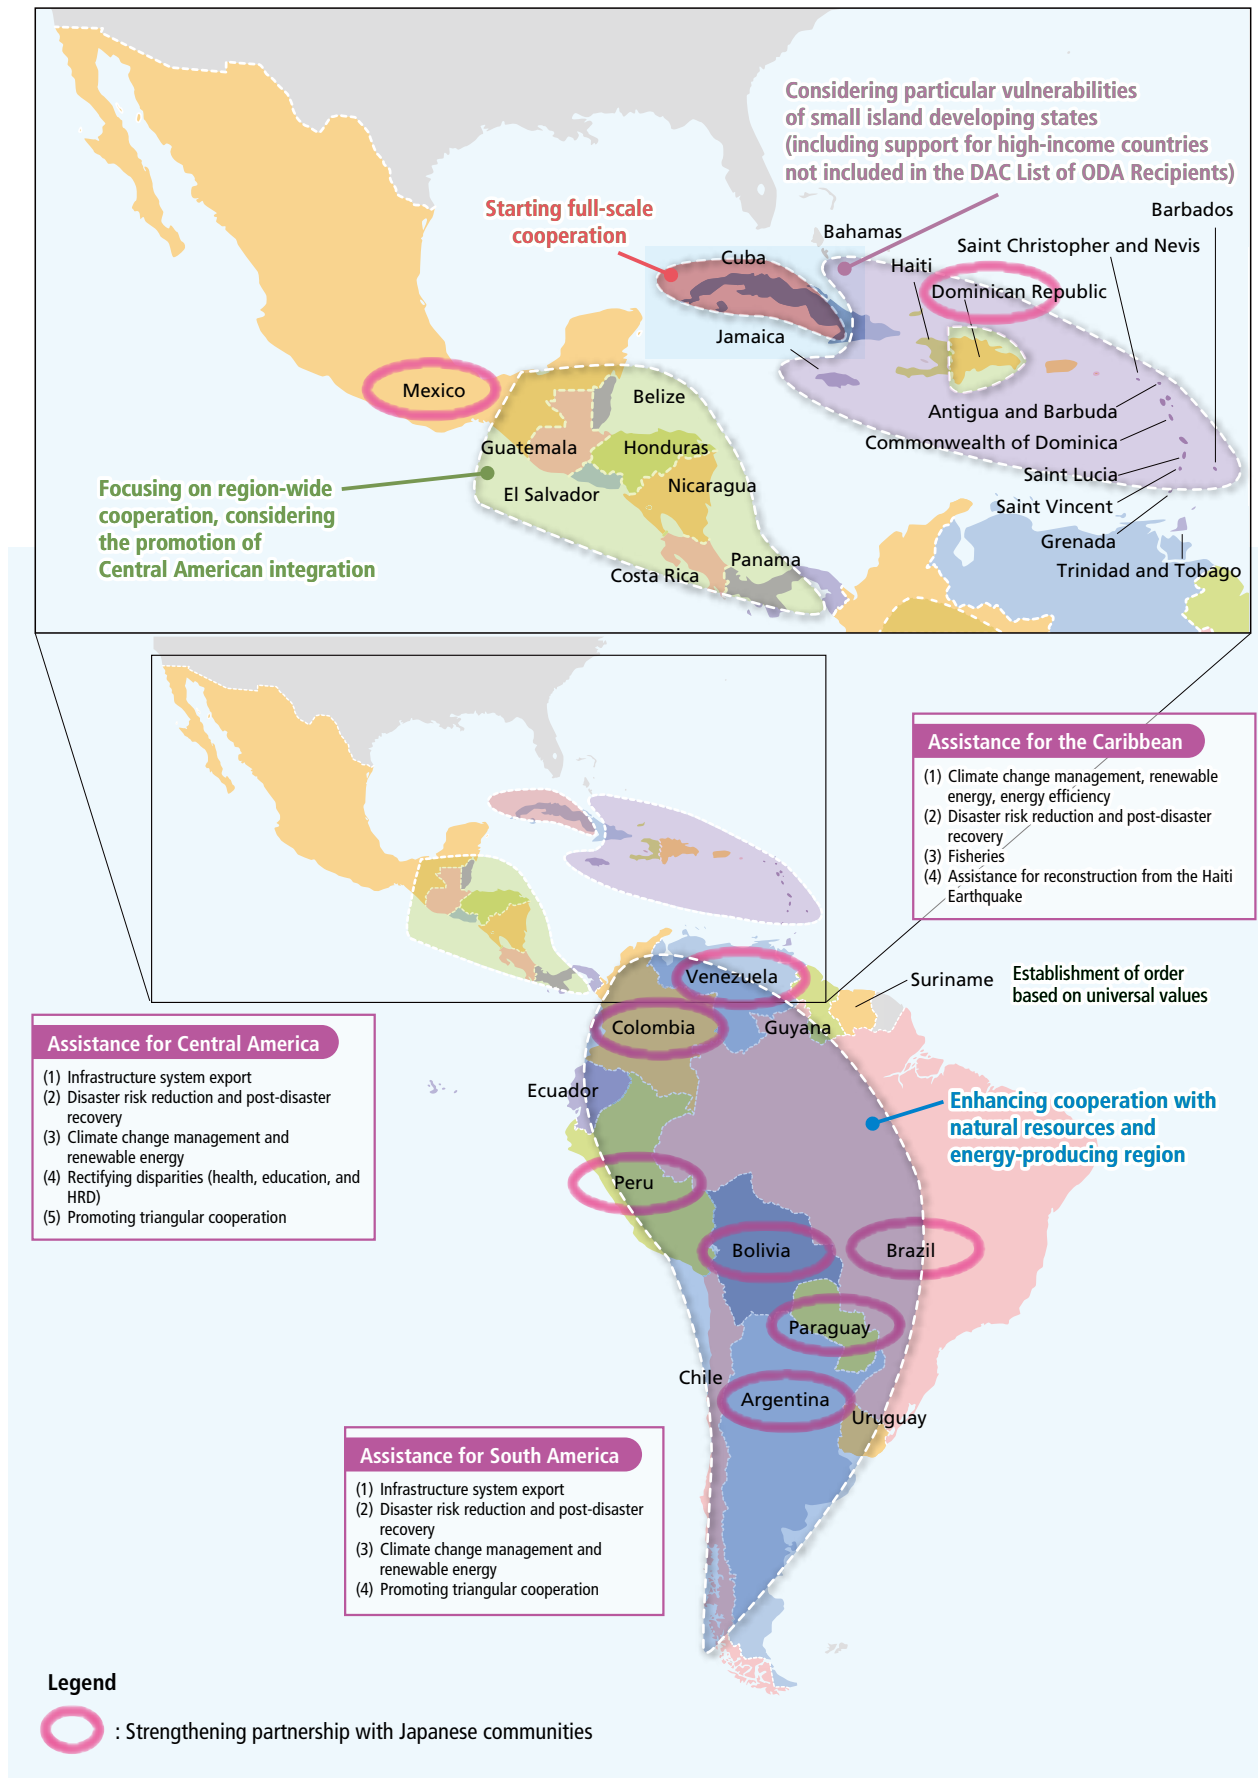 Considering particular vulnerabilities
of small island developing states
(including support for high-income countries
not included in the DAC List of ODA Recipients)
Starting full-scale
cooperation
Barbados
Bahamas
Saint Christopher and Nevis
Cuba
Haiti
Dominican Republic
Jamaica
Mexico
Belize
Antigua and Barbuda
Guatemala
Honduras
Commonwealth of Dominica
Saint Lucia
Nicaragua
El Salvador
Saint Vincent
Focusing on region-wide
cooperation, considering
the promotion of
Central American integration
Grenada
Panama
Costa Rica
Trinidad and Tobago
Assistance for the Caribbean
(1) Climate change management, renewable
energy, energy efficiency
(2) Disaster risk reduction and post-disaster
recovery
(3) Fisheries
(4) Assistance for reconstruction from the Haiti
Earthquake
Venezuela
Suriname
Establishment of order
based on universal values
Colombia
Guyana
Assistance for Central America
(1) Infrastructure system export
(2) Disaster risk reduction and post-disaster
recovery
(3) Climate change management and
renewable energy
(4) Rectifying disparities (health, education, and
HRD)
(5) Promoting triangular cooperation
Ecuador
Enhancing cooperation with
natural resources and
energy-producing region
Peru
Bolivia
Brazil
Paraguay
Chile
Argentina
Uruguay
Assistance for South America
(1) Infrastructure system export
(2) Disaster risk reduction and post-disaster
recovery
(3) Climate change management and
renewable energy
(4) Promoting triangular cooperation
Legend
: Strengthening partnership with Japanese communities